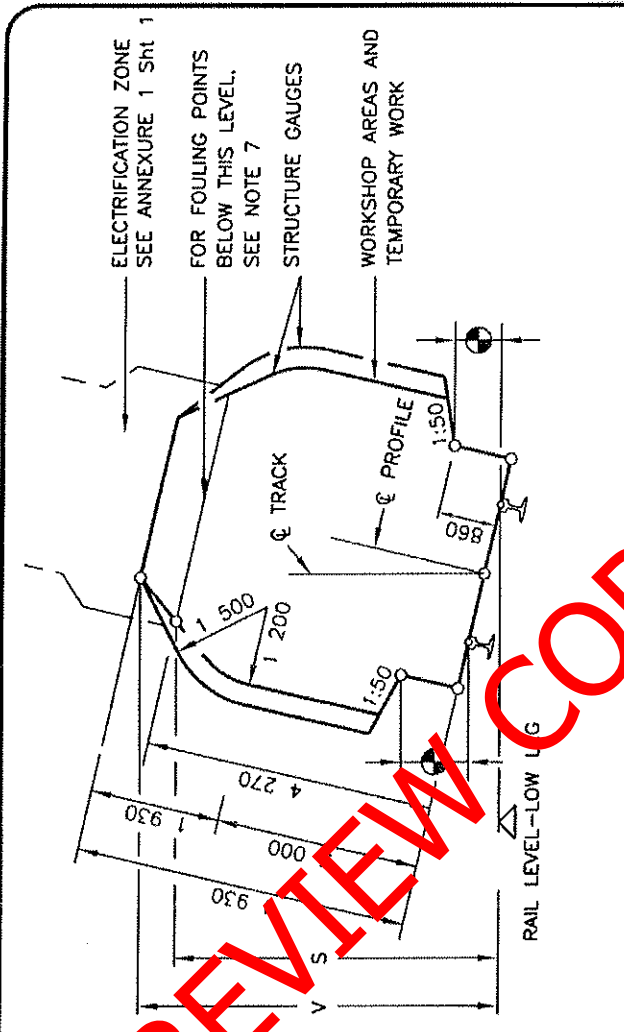 ELECTRIFICATION ZONE
SEE ANNEXURE 1 Sht 1
FOR FOULING POINTS
BELOW THIS LEVEL,
SEE NOTE 7
STRUCTURE GAUGES
WORKSHOP AREAS AND
TEMPORARY WORK
℄ TRACK
℄ PROFILE
1:50
860
1 500
1 200
1:50
4 270
1 930
000
930
S
V
RAIL LEVEL-LOW
REVIEW COP